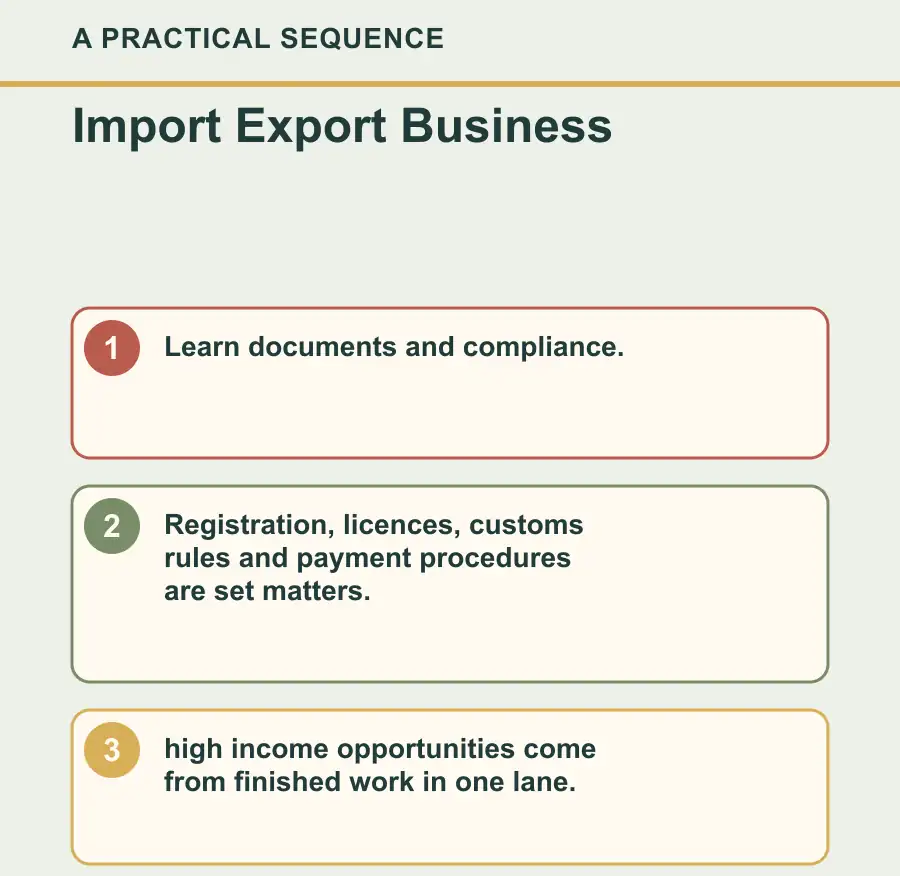 A PRACTICAL SEQUENCE
Import Export Business
1
Learn documents and compliance.
2
Registration, licences, customs
rules and payment procedures
are set matters.
3
high income opportunities come
from finished work in one lane.